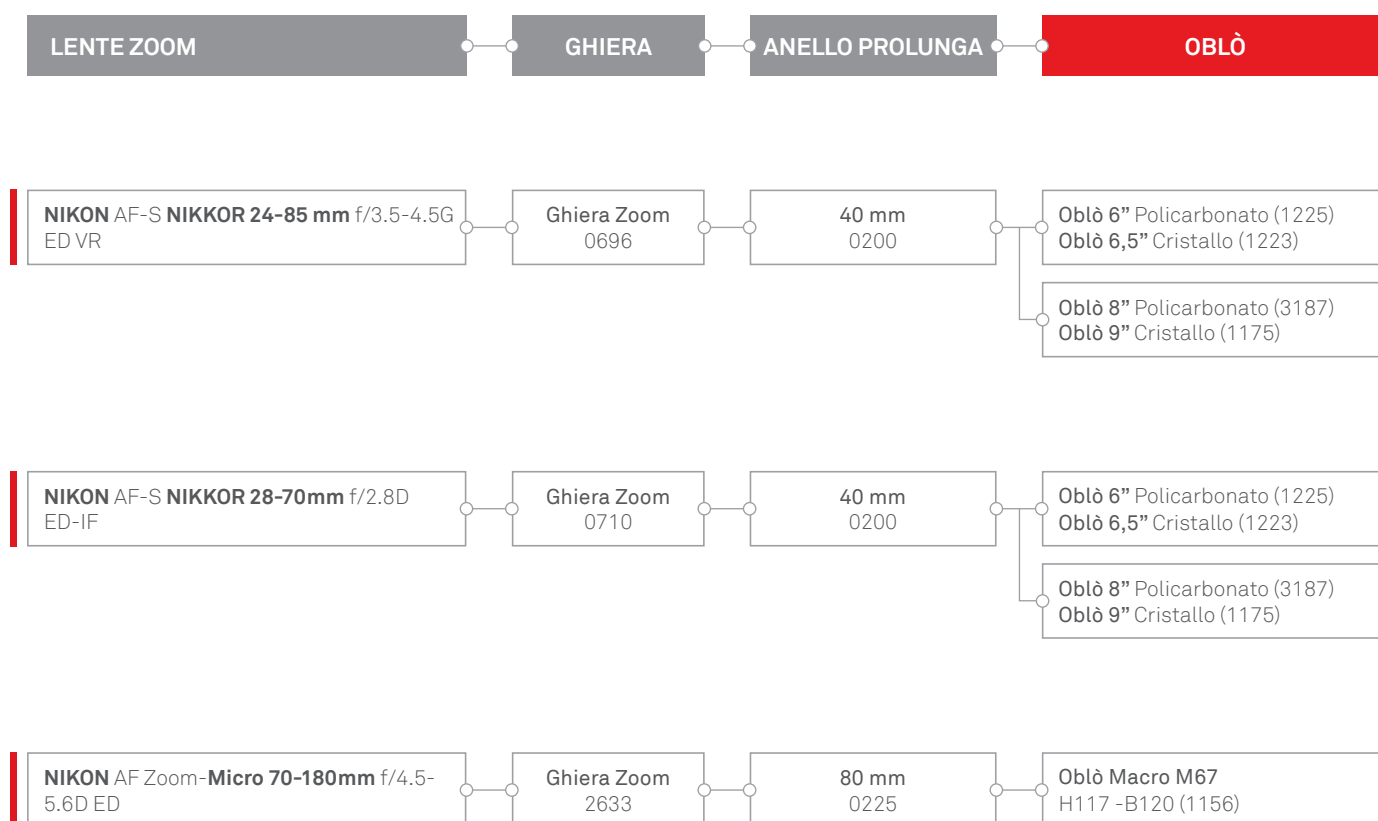 LENTE ZOOM GHIERA ANELLO PROLUNGA OBLÒ
NIKON AF-S NIKKOR 24-85 mm f/3.5-4.5G
ED VR
Ghiera Zoom
0696
40 mm
0200
Oblò 6” Policarbonato (1225)
Oblò 6,5” Cristallo (1223)
Oblò 8” Policarbonato (3187)
Oblò 9” Cristallo (1175)
NIKON AF-S NIKKOR 28-70mm f/2.8D
ED-IF
Ghiera Zoom
0710
40 mm
0200
Oblò 6” Policarbonato (1225)
Oblò 6,5” Cristallo (1223)
Oblò 8” Policarbonato (3187)
Oblò 9” Cristallo (1175)
NIKON AF Zoom-Micro 70-180mm f/4.5-
5.6D ED
Ghiera Zoom
2633
80 mm
0225
Oblò Macro M67
H117 -B120 (1156)